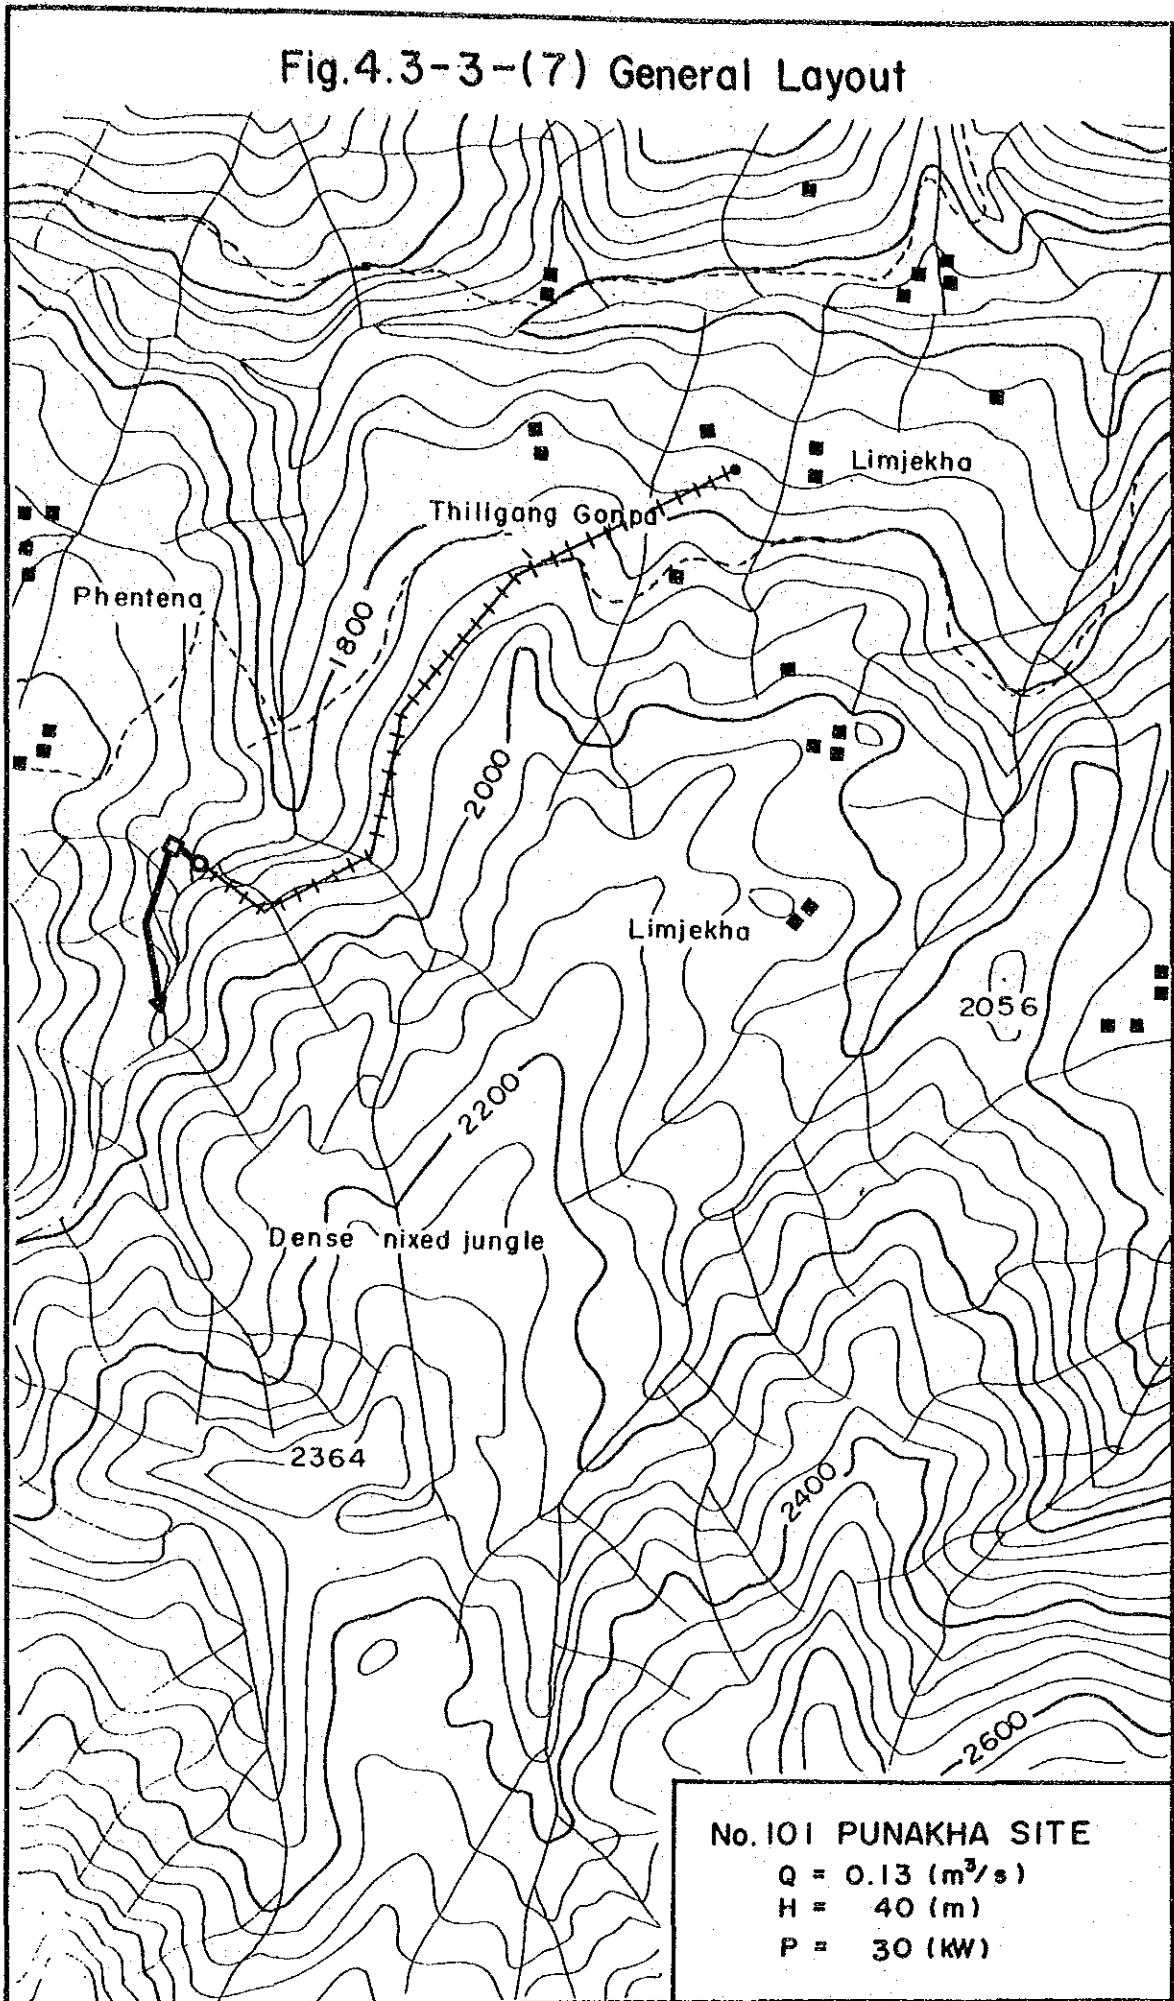 Fig.4.3-3-(7) General Layout
Limjekha
Thillgang Gonpa
Phentena
1800
2000
Limjekha
2056
2200
Dense nixed jungle
2364
2400
2600
No. 101 PUNAKHA SITE
Q = 0.13 (m³/s)
H = 40 (m)
P = 30 (KW)